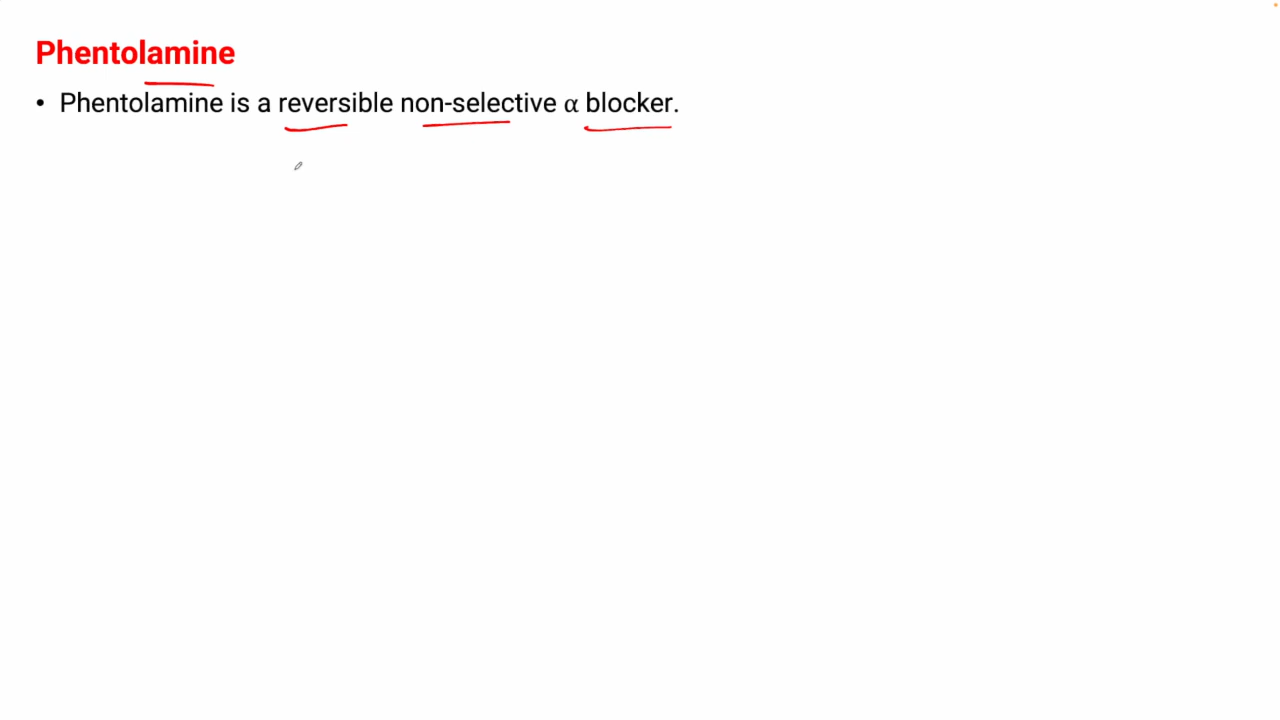 Phentolamine
• Phentolamine is a reversible non-selective α blocker.